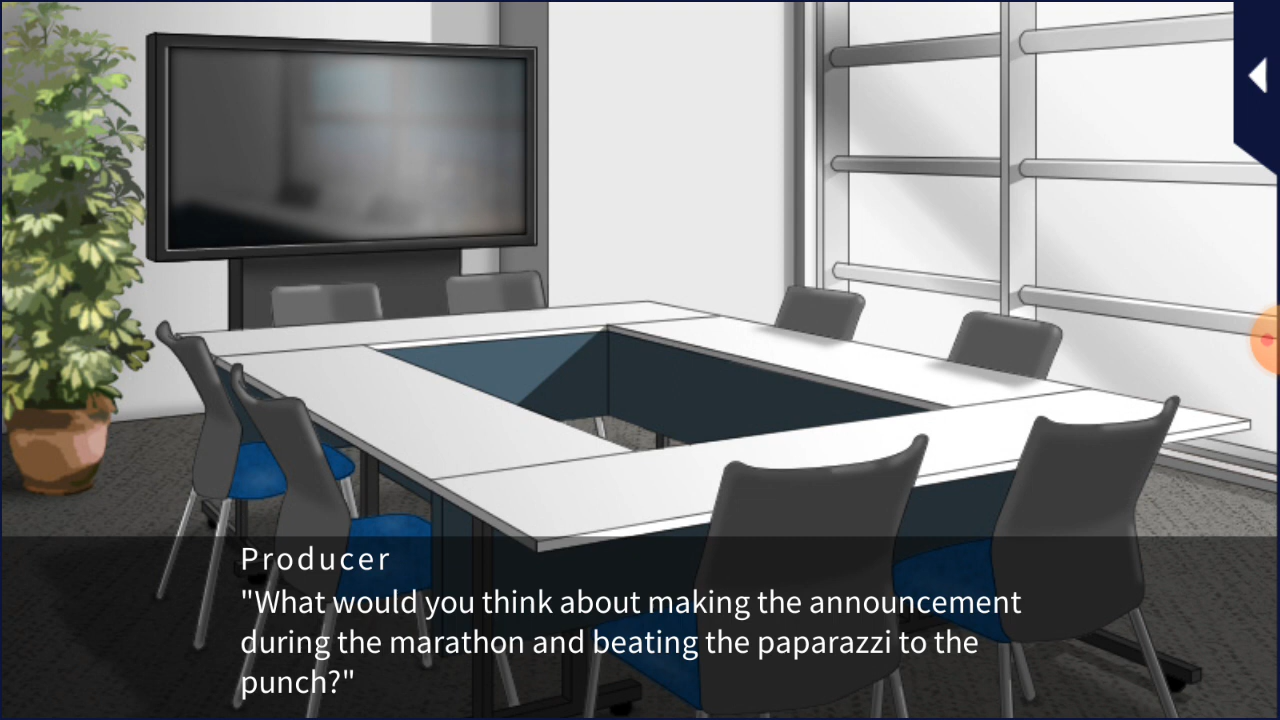 Producer
"What would you think about making the announcement
during the marathon and beating the paparazzi to the
punch?"